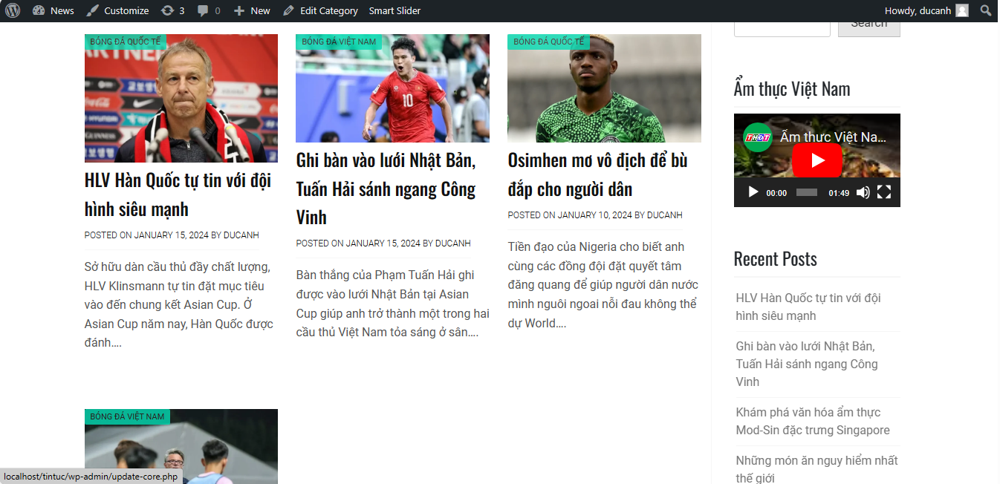 News Customize 3 0 New Edit Category Smart Slider Howdy, ducanh
Search
BÓNG ĐÁ QUỐC TẾ
HLV Hàn Quốc tự tin với đội
hình siêu mạnh
POSTED ON JANUARY 15, 2024 BY DUCANH
Sở hữu dàn cầu thủ đầy chất lượng,
HLV Klinsmann tự tin đặt mục tiêu
vào đến chung kết Asian Cup. Ở
Asian Cup năm nay, Hàn Quốc được
đánh….
BÓNG ĐÁ VIỆT NAM
10
Ghi bàn vào lưới Nhật Bản,
Tuấn Hải sánh ngang Công
Vinh
POSTED ON JANUARY 15, 2024 BY DUCANH
Bàn thắng của Phạm Tuấn Hải ghi
được vào lưới Nhật Bản tại Asian
Cup giúp anh trở thành một trong hai
cầu thủ Việt Nam tỏa sáng ở sân….
BÓNG ĐÁ QUỐC TẾ
Osimhen mơ vô địch để bù
đắp cho người dân
POSTED ON JANUARY 10, 2024 BY DUCANH
Tiền đạo của Nigeria cho biết anh
cùng các đồng đội đặt quyết tâm
đăng quang để giúp người dân nước
mình nguôi ngoai nỗi đau không thể
dự World….
BÓNG ĐÁ VIỆT NAM
Ẩm thực Việt Nam
THĐT Ẩm thực Việt Na...
00:00 01:49
Recent Posts
HLV Hàn Quốc tự tin với đội
hình siêu mạnh
Ghi bàn vào lưới Nhật Bản,
Tuấn Hải sánh ngang Công
Vinh
Khám phá văn hóa ẩm thực
Mod-Sin đặc trưng Singapore
Những món ăn nguy hiểm nhất
thế giới
localhost/tintuc/wp-admin/update-core.php